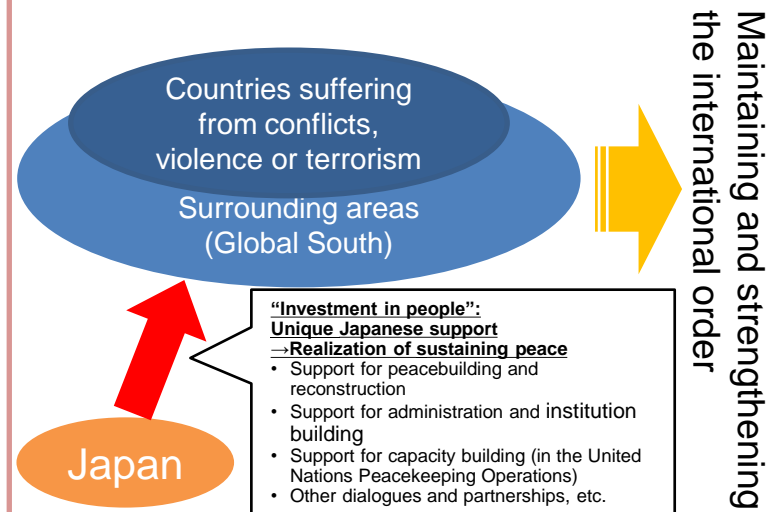 Countries suffering
from conflicts,
violence or terrorism
Surrounding areas
(Global South)
Maintaining and strengthening
the international order
“Investment in people”:
Unique Japanese support
→Realization of sustaining peace
• Support for peacebuilding and
reconstruction
• Support for administration and institution
building
• Support for capacity building (in the United
Nations Peacekeeping Operations)
• Other dialogues and partnerships, etc.
Japan